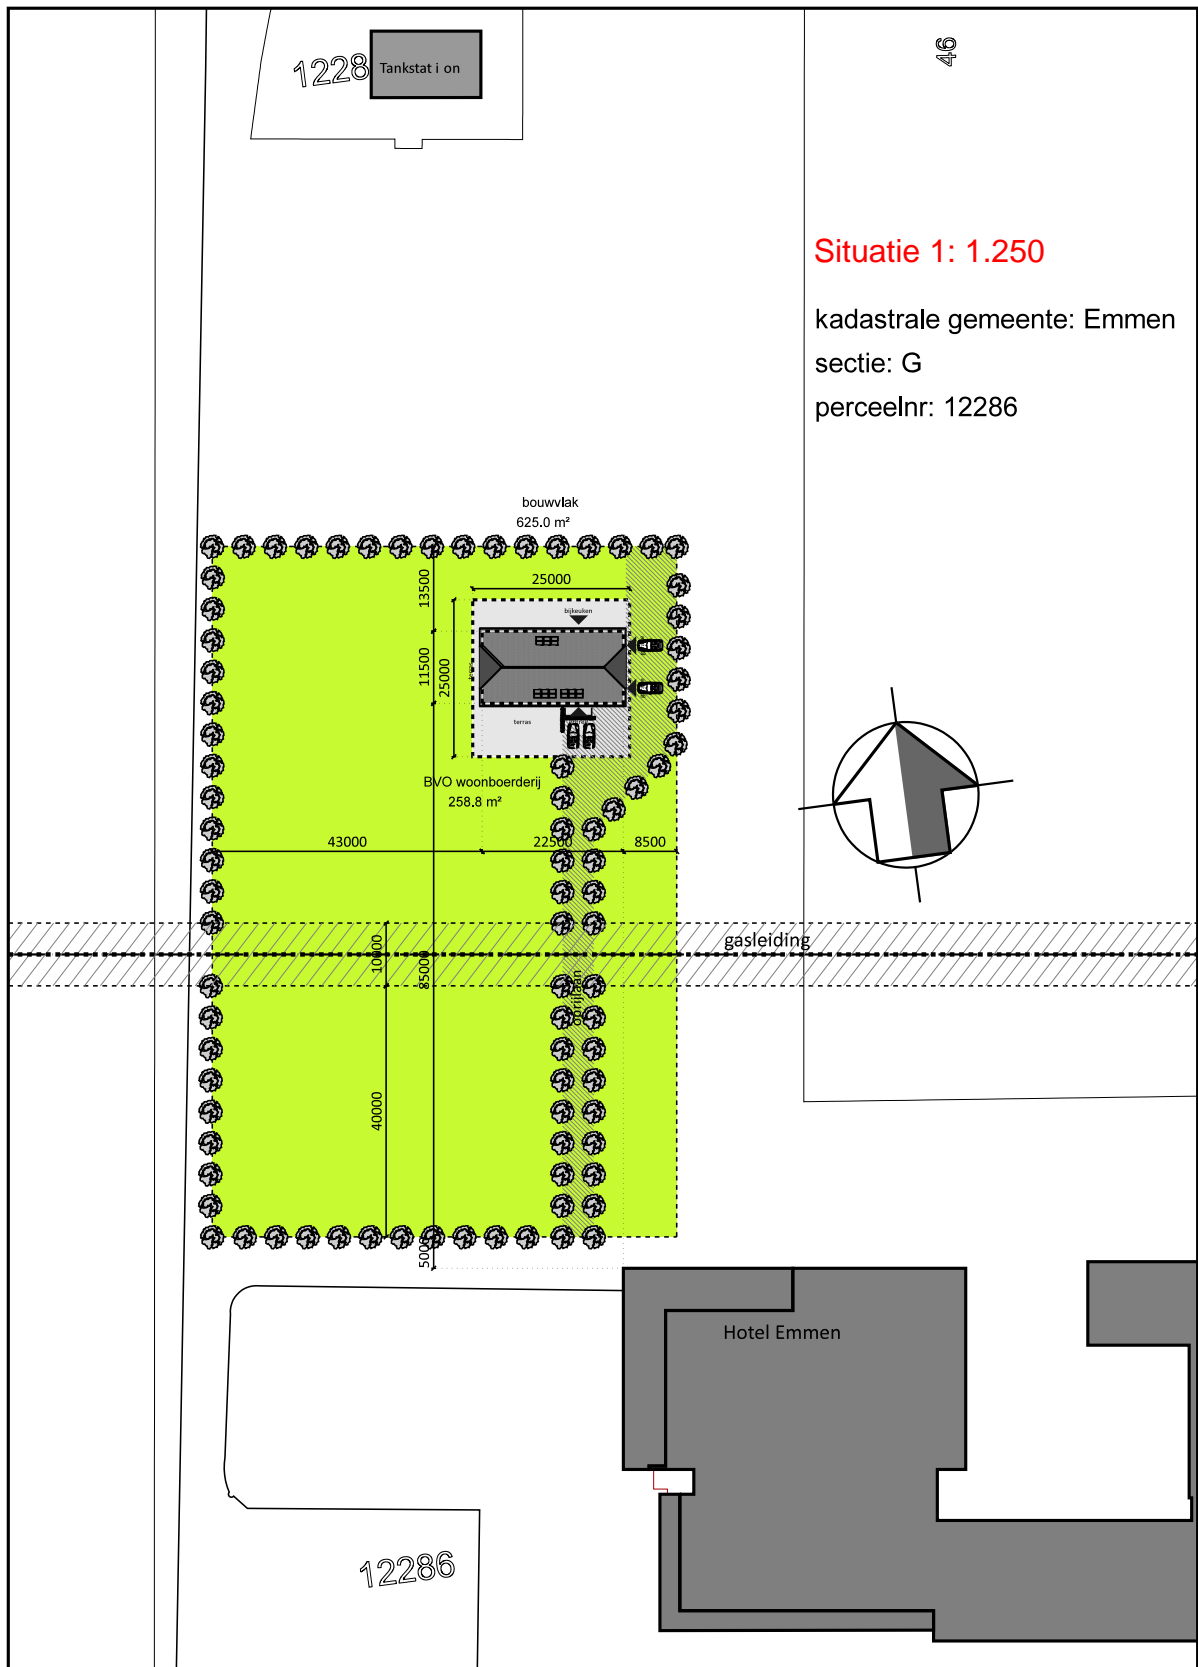 1228
Tankstation
46
Situatie 1: 1.250
kadastrale gemeente: Emmen
sectie: G
perceelnr: 12286
bouwvlak
625.0 m²
13500
25000
bijkeuken
11500
25000
terras
BVO woonboerderij
258.8 m²
43000
22500
8500
gasleiding
10000
85000
oprijlaan
40000
5000
Hotel Emmen
12286